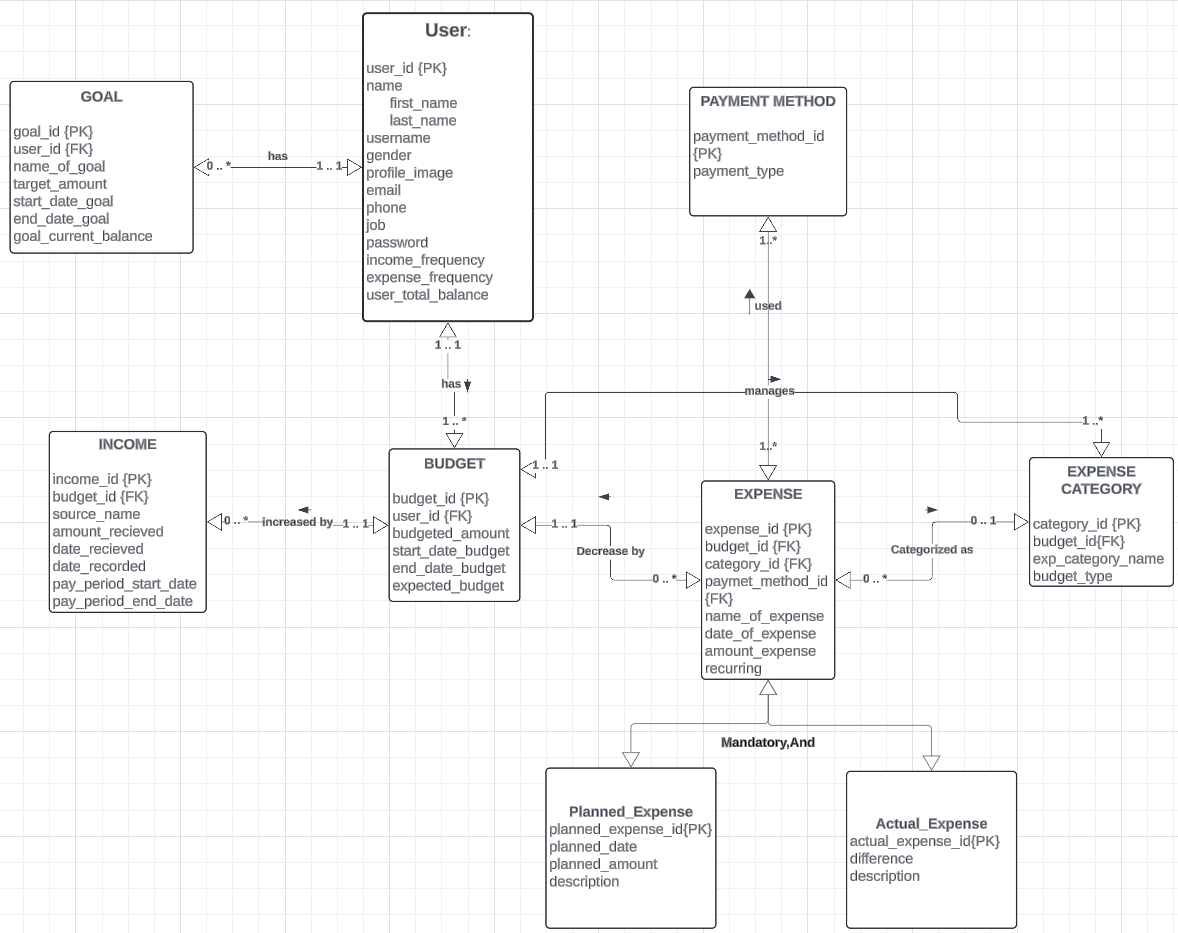 User:
user_id {PK}
name
first_name
last_name
username
gender
profile_image
email
phone
job
password
income_frequency
expense_frequency
user_total_balance
GOAL
goal_id {PK}
user_id {FK}
name_of_goal
target_amount
start_date_goal
end_date_goal
goal_current_balance
0 .. *
has
1 .. 1
PAYMENT METHOD
payment_method_id
{PK}
payment_type
1..*
used
manages
1..*
1 .. 1
has
1 .. *
1 .. 1
1 ..*
INCOME
income_id {PK}
budget_id {FK}
source_name
amount_recieved
date_recieved
date_recorded
pay_period_start_date
pay_period_end_date
0 .. *
increased by
1 .. 1
BUDGET
budget_id {PK}
user_id {FK}
budgeted_amount
start_date_budget
end_date_budget
expected_budget
1 .. 1
Decrease by
0 .. *
EXPENSE
expense_id {PK}
budget_id {FK}
category_id {FK}
paymet_method_id
{FK}
name_of_expense
date_of_expense
amount_expense
recurring
0 .. *
Categorized as
0 .. 1
EXPENSE
CATEGORY
category_id {PK}
budget_id{FK}
exp_category_name
budget_type
Mandatory,And
Planned_Expense
planned_expense_id{PK}
planned_date
planned_amount
description
Actual_Expense
actual_expense_id{PK}
difference
description